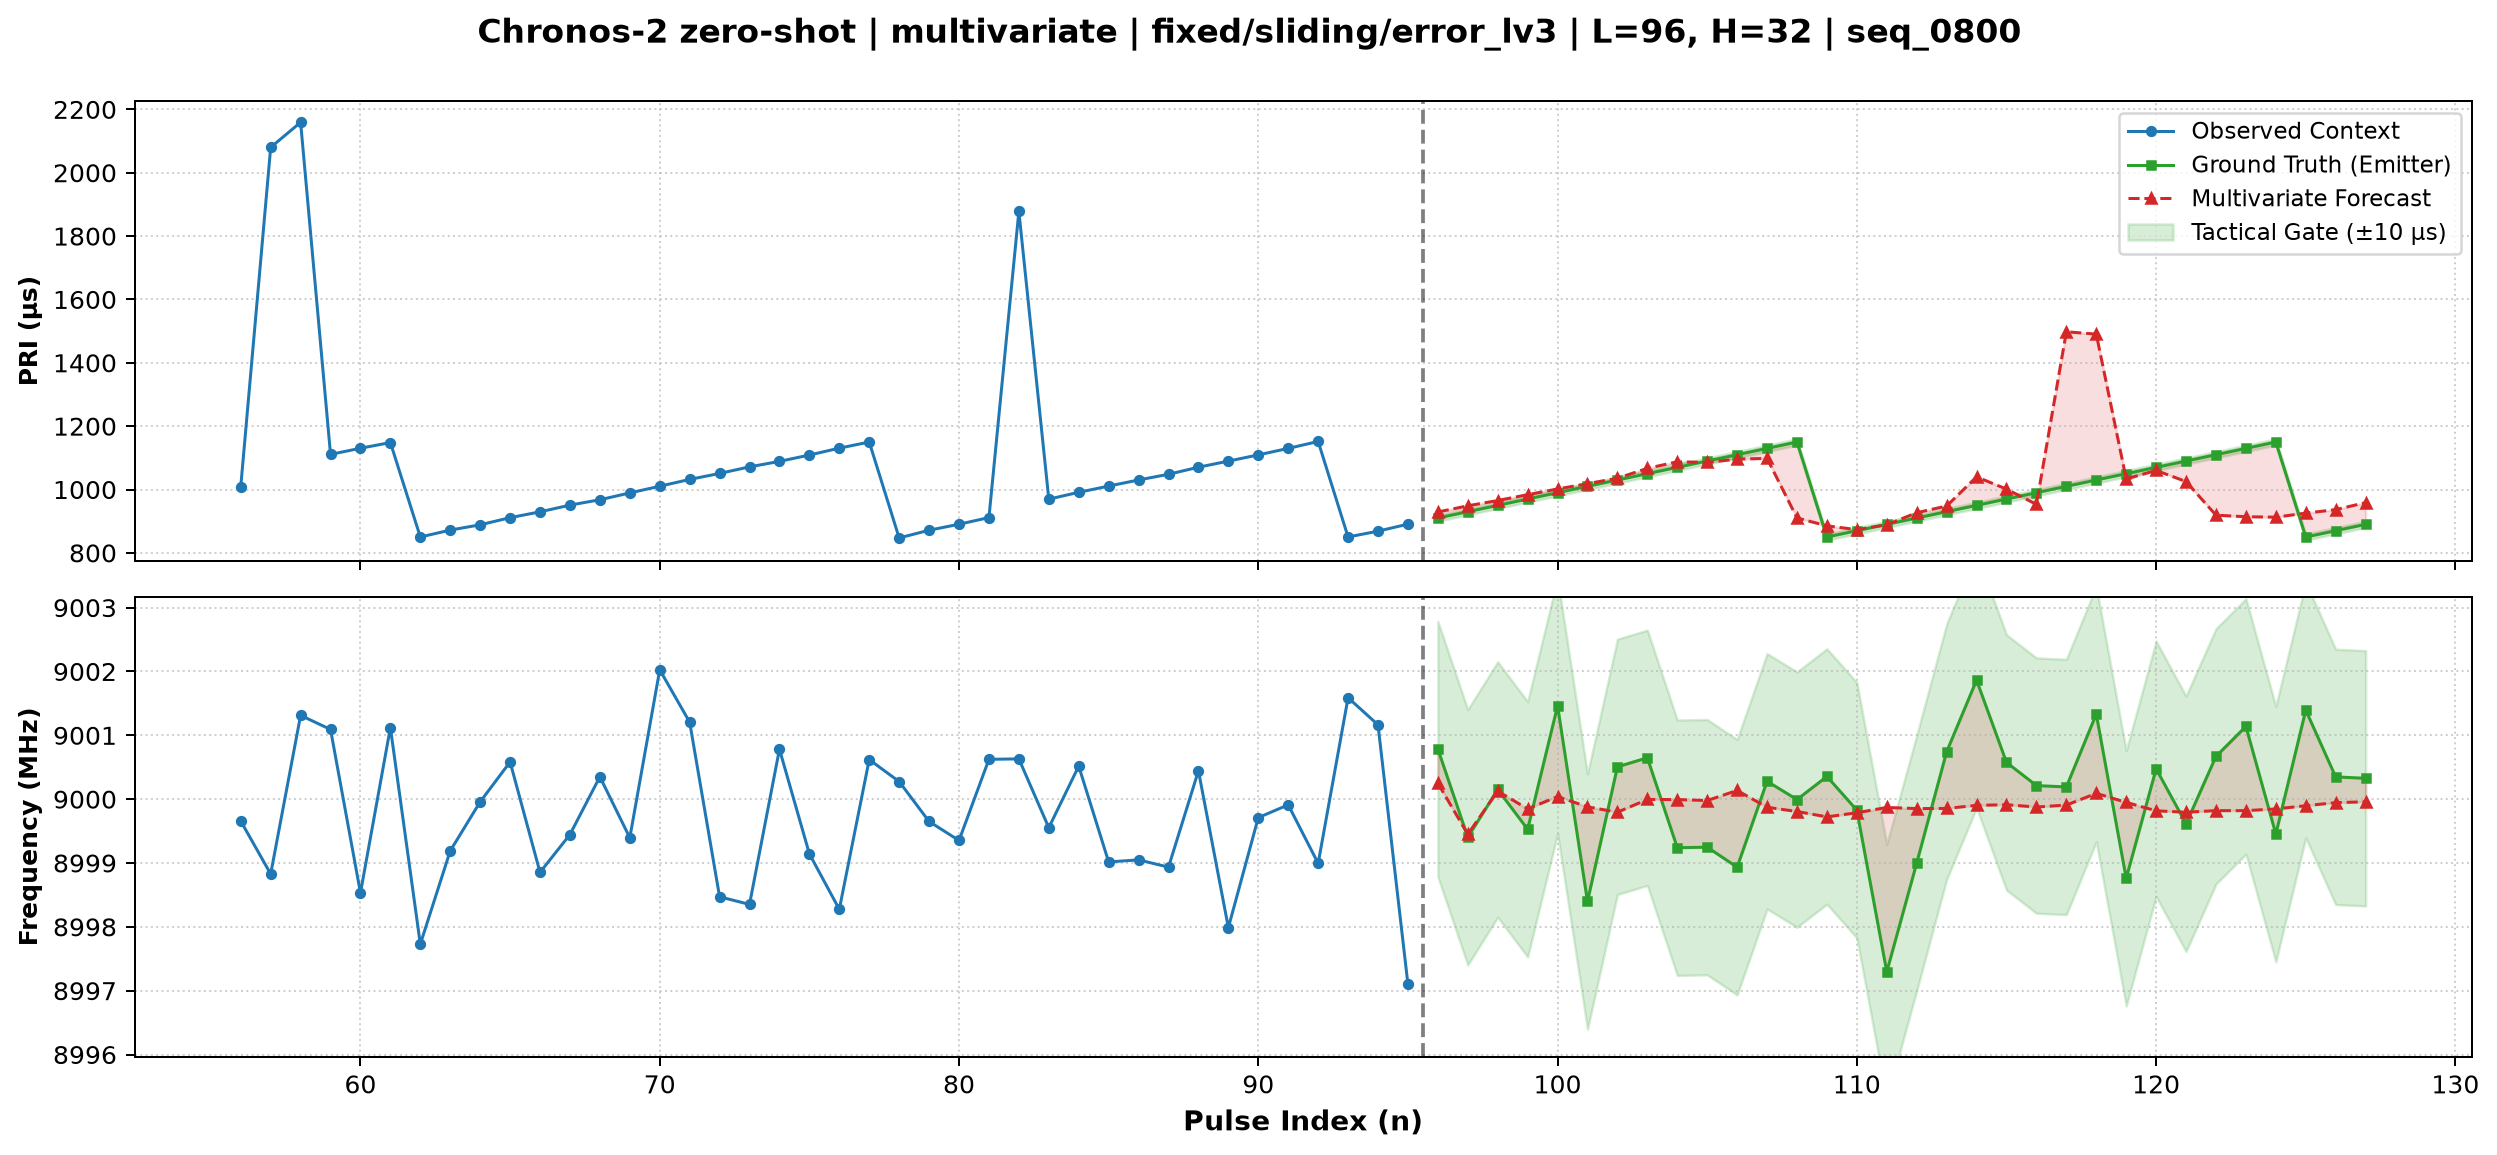 Chronos-2 zero-shot | multivariate | fixed/sliding/error_lv3 | L=96, H=32 | seq_0800
2200
2000
1800
1600
1400
1200
1000
800
PRI (µs)
Observed Context
Ground Truth (Emitter)
Multivariate Forecast
Tactical Gate (±10 µs)
9003
9002
9001
9000
8999
8998
8997
8996
Frequency (MHz)
60 70 80 90 100 110 120 130
Pulse Index (n)